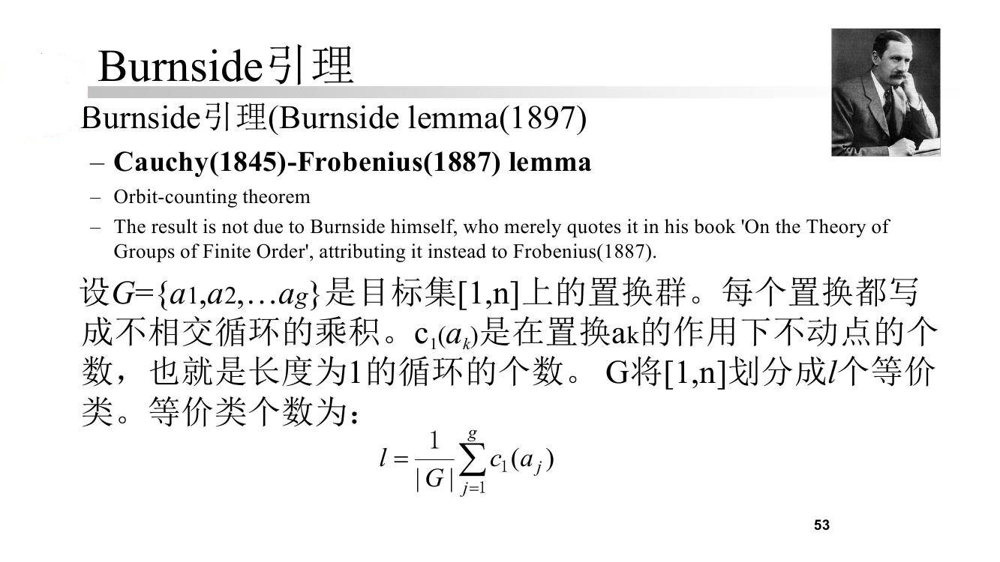 Burnside引理
Burnside引理(Burnside lemma(1897)
– Cauchy(1845)-Frobenius(1887) lemma
– Orbit-counting theorem
– The result is not due to Burnside himself, who merely quotes it in his book 'On the Theory of
Groups of Finite Order', attributing it instead to Frobenius(1887).
设G={a1,a2,…ag}是目标集[1,n]上的置换群。每个置换都写
成不相交循环的乘积。c₁(aₖ)是在置换ak的作用下不动点的个
数，也就是长度为1的循环的个数。 G将[1,n]划分成l个等价
类。等价类个数为：
l = \frac{1}{|G|} \sum_{j=1}^{g} c_1(a_j)
53